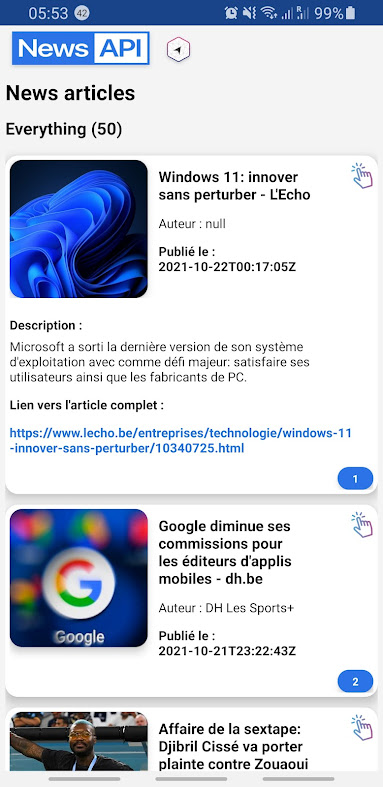 05:53 42 R 99%
News API
News articles
Everything (50)
Windows 11: innover
sans perturber - L'Echo
Auteur : null
Publié le :
2021-10-22T00:17:05Z
Description :
Microsoft a sorti la dernière version de son système
d'exploitation avec comme défi majeur: satisfaire ses
utilisateurs ainsi que les fabricants de PC.
Lien vers l'article complet :
https://www.lecho.be/entreprises/technologie/windows-11
-innover-sans-perturber/10340725.html
1
Google diminue ses
commissions pour
les éditeurs d'applis
mobiles - dh.be
Google
Auteur : DH Les Sports+
Publié le :
2021-10-21T23:22:43Z
2
Affaire de la sextape:
Djibril Cissé va porter
plainte contre Zouaoui